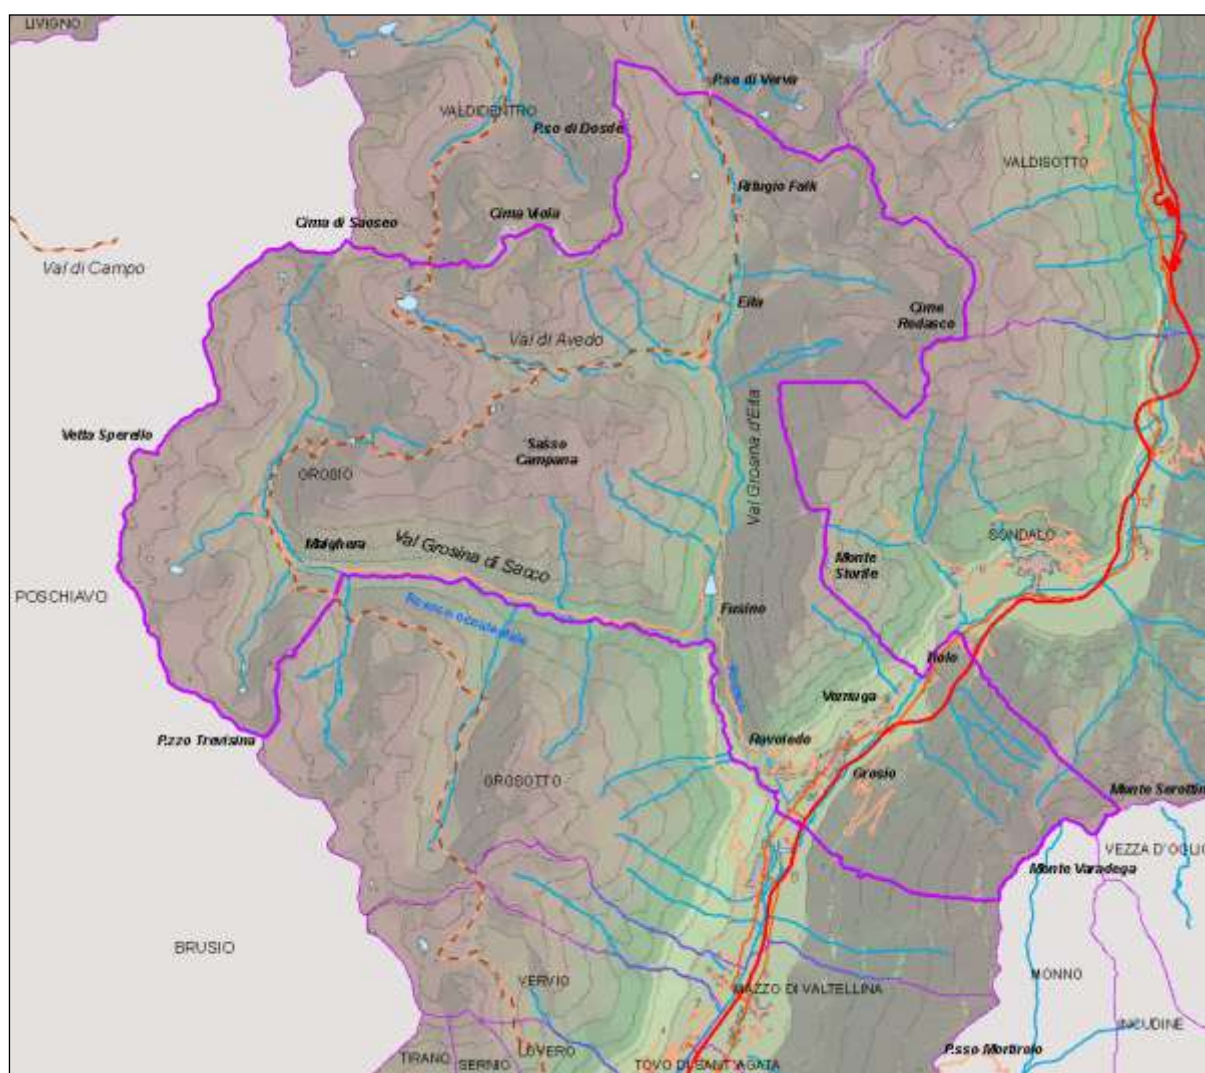 LIVIGNO
P.so di Verva
VALDIDENTRO
P.so di Dosde
VALDISOTTO
Rifugio Falk
Cima Viola
Cima di Saoseo
Val di Campo
Eita
Cime
Redasco
Val di Avedo
Val Grosina d'Eita
Vetta Sperella
Sasso
Campana
GROSIO
SONDALO
Val Grosina di Sacco
Malghera
Monte
Storile
POSCHIAVO
Fusino
Tiolo
Vernuga
P.zzo Trevisina
Ravoledo
Grosio
GROSOTTO
Monte Serottini
VEZZA D'OGLIO
Monte Varadega
BRUSIO
MONNO
VERVIO
MAZZO DI VALTELLINA
INCUDINE
LOVERO
TIRANO
SERNIO
TOVO DI SANT'AGATA
P.sso Mortirolo